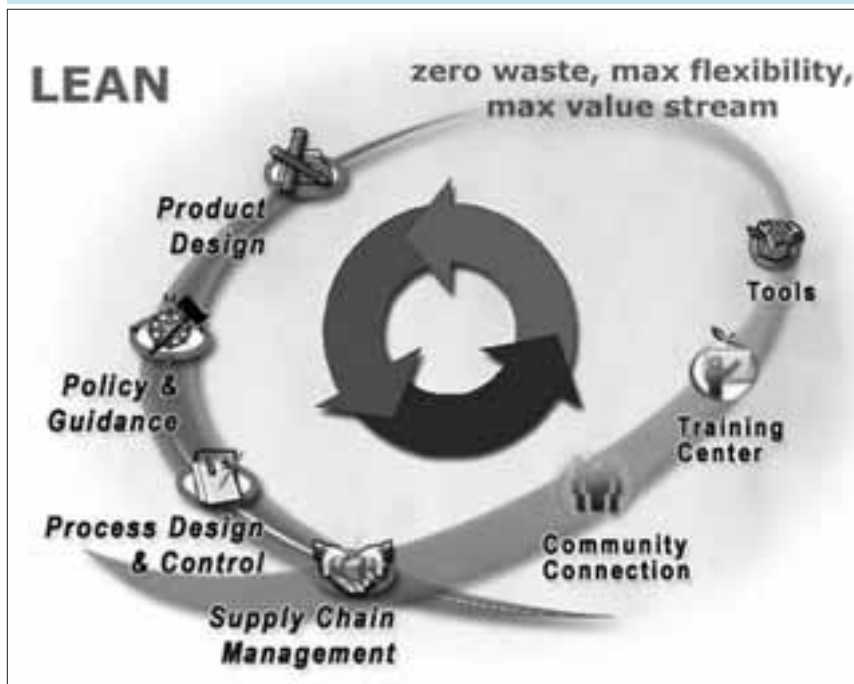 LEAN
zero waste, max flexibility,
max value stream
Product
Design
Tools
Policy &
Guidance
Training
Center
Process Design
& Control
Community
Connection
Supply Chain
Management